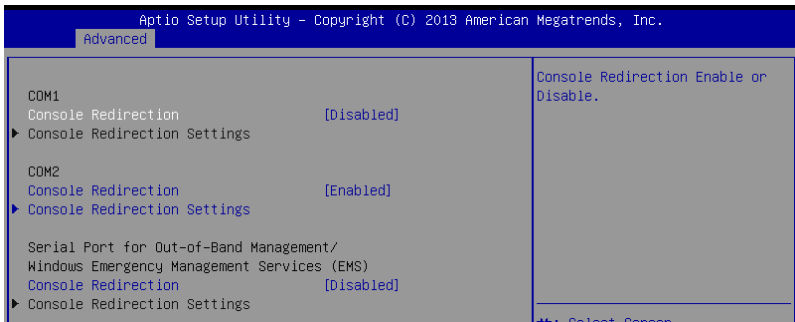 Aptio Setup Utility – Copyright (C) 2013 American Megatrends, Inc.
Advanced
COM1
Console Redirection [Disabled]
Console Redirection Settings
COM2
Console Redirection [Enabled]
Console Redirection Settings
Serial Port for Out-of-Band Management/
Windows Emergency Management Services (EMS)
Console Redirection [Disabled]
Console Redirection Settings
Console Redirection Enable or
Disable.
Select Screen